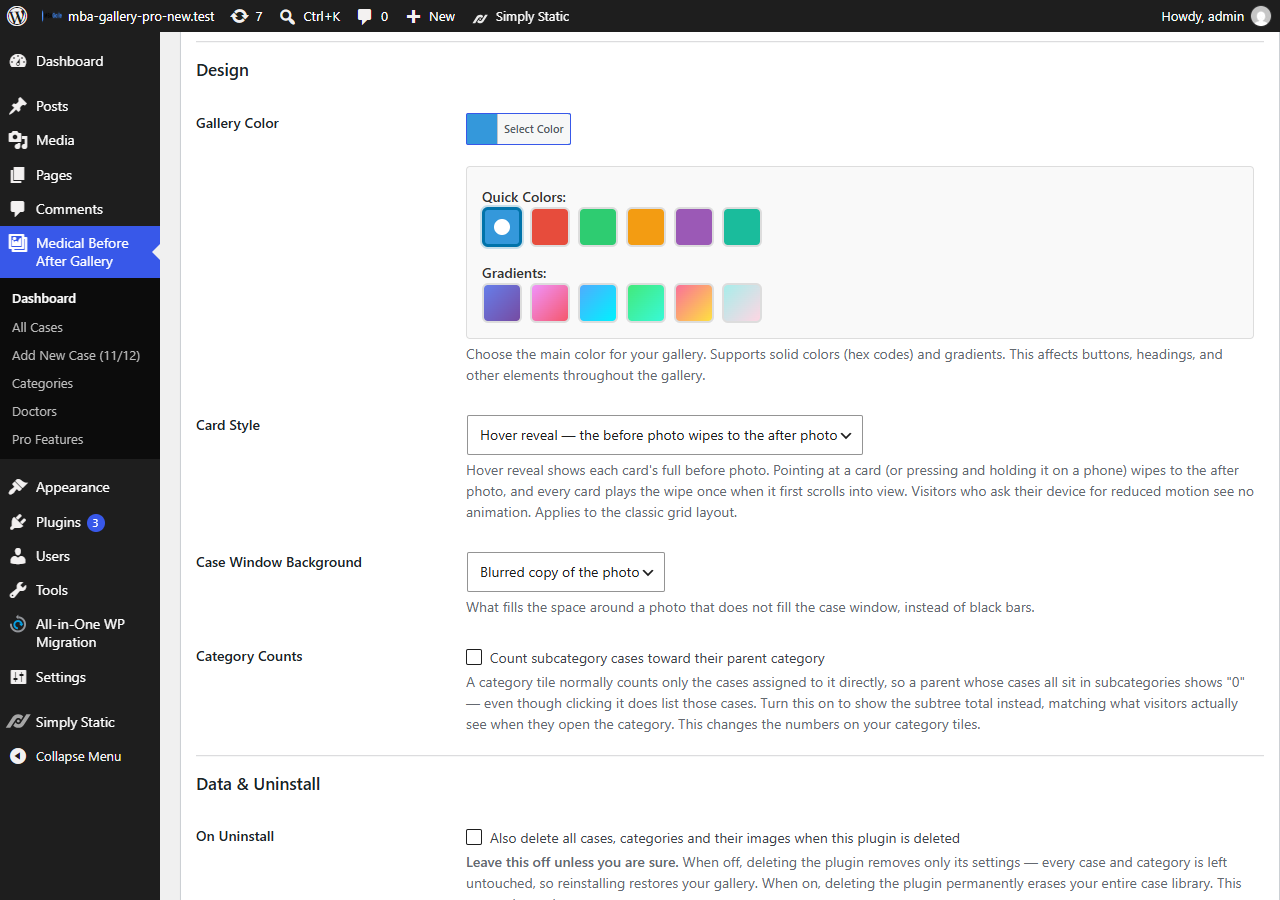 mba-gallery-pro-new.test
7
Ctrl+K
0
New
Simply Static
Howdy, admin
Dashboard
Posts
Media
Pages
Comments
Medical Before
After Gallery
Dashboard
All Cases
Add New Case (11/12)
Categories
Doctors
Pro Features
Appearance
Plugins 3
Users
Tools
All-in-One WP
Migration
Settings
Simply Static
Collapse Menu
Design
Gallery Color
Select Color
Quick Colors:
Gradients:
Choose the main color for your gallery. Supports solid colors (hex codes) and gradients. This affects buttons, headings, and
other elements throughout the gallery.
Card Style
Hover reveal — the before photo wipes to the after photo
Hover reveal shows each card's full before photo. Pointing at a card (or pressing and holding it on a phone) wipes to the after
photo, and every card plays the wipe once when it first scrolls into view. Visitors who ask their device for reduced motion see no
animation. Applies to the classic grid layout.
Case Window Background
Blurred copy of the photo
What fills the space around a photo that does not fill the case window, instead of black bars.
Category Counts
Count subcategory cases toward their parent category
A category tile normally counts only the cases assigned to it directly, so a parent whose cases all sit in subcategories shows "0"
— even though clicking it does list those cases. Turn this on to show the subtree total instead, matching what visitors actually
see when they open the category. This changes the numbers on your category tiles.
Data & Uninstall
On Uninstall
Also delete all cases, categories and their images when this plugin is deleted
Leave this off unless you are sure. When off, deleting the plugin removes only its settings — every case and category is left
untouched, so reinstalling restores your gallery. When on, deleting the plugin permanently erases your entire case library. This